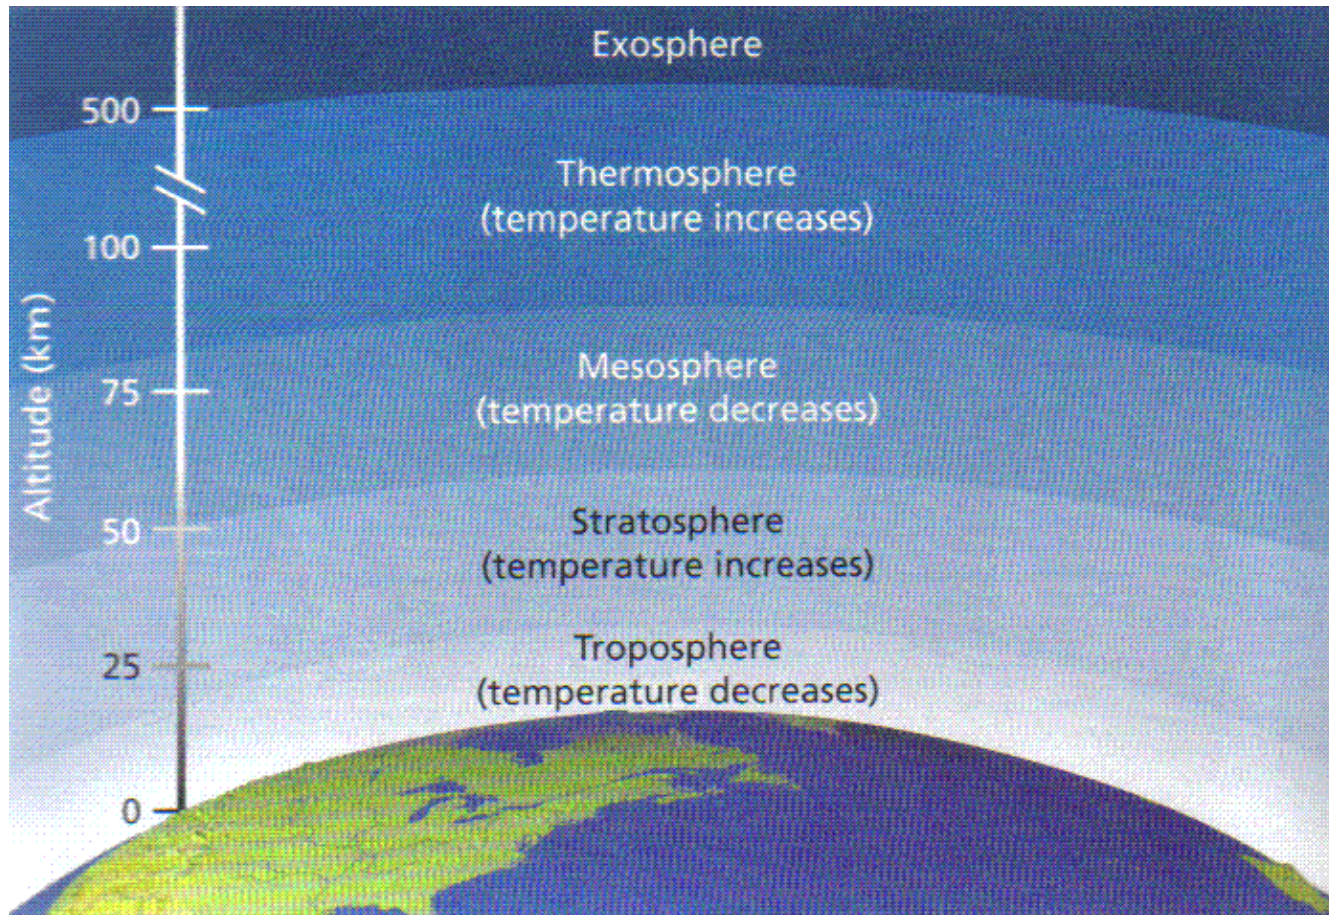 Exosphere
500
Thermosphere
(temperature increases)
100
Mesosphere
75
(temperature decreases)
Altitude (km)
Stratosphere
50
(temperature increases)
Troposphere
25
(temperature decreases)
0